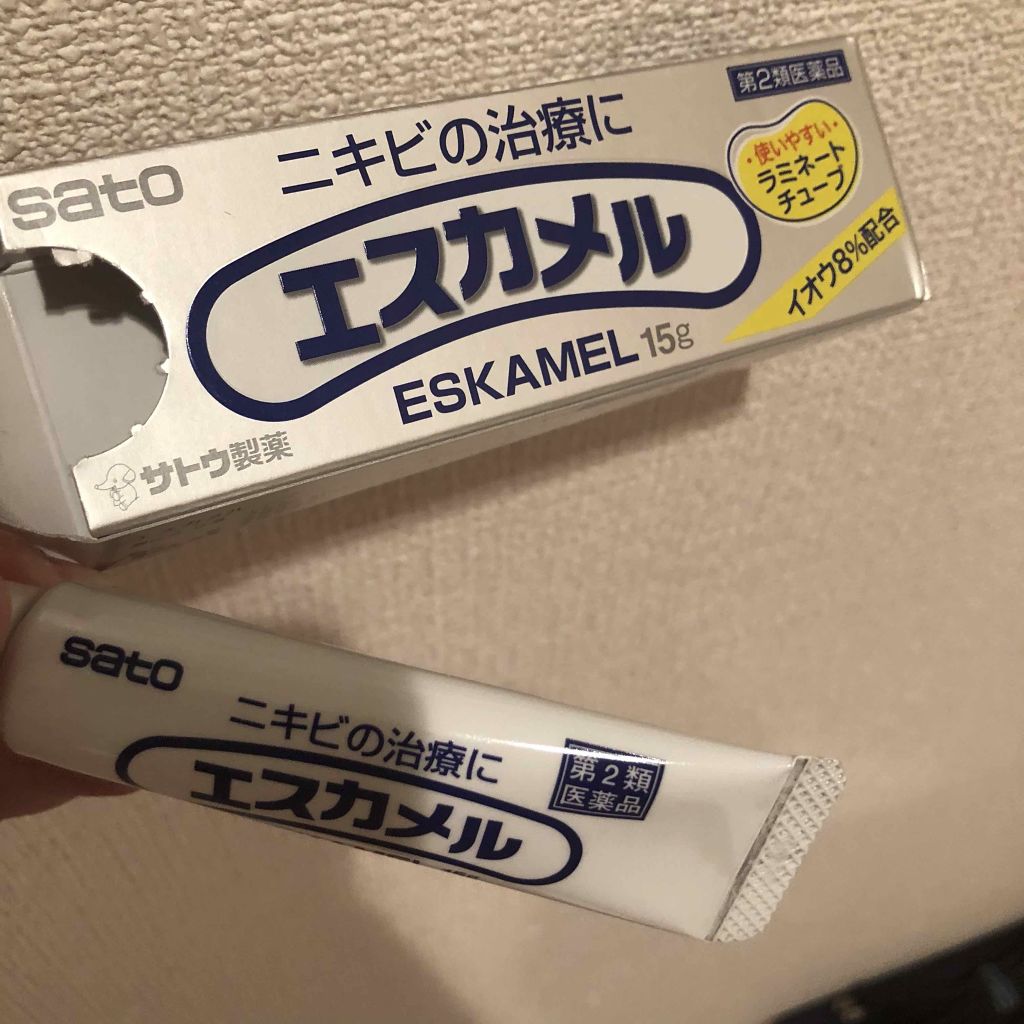 第2類医薬品
sato
ニキビの治療に
・使いやすい・
ラミネート
チューブ
エスカメル
イオウ8%配合
ESKAMEL 15g
サトウ製薬
sato
ニキビの治療に
第2類
医薬品
エスカメル